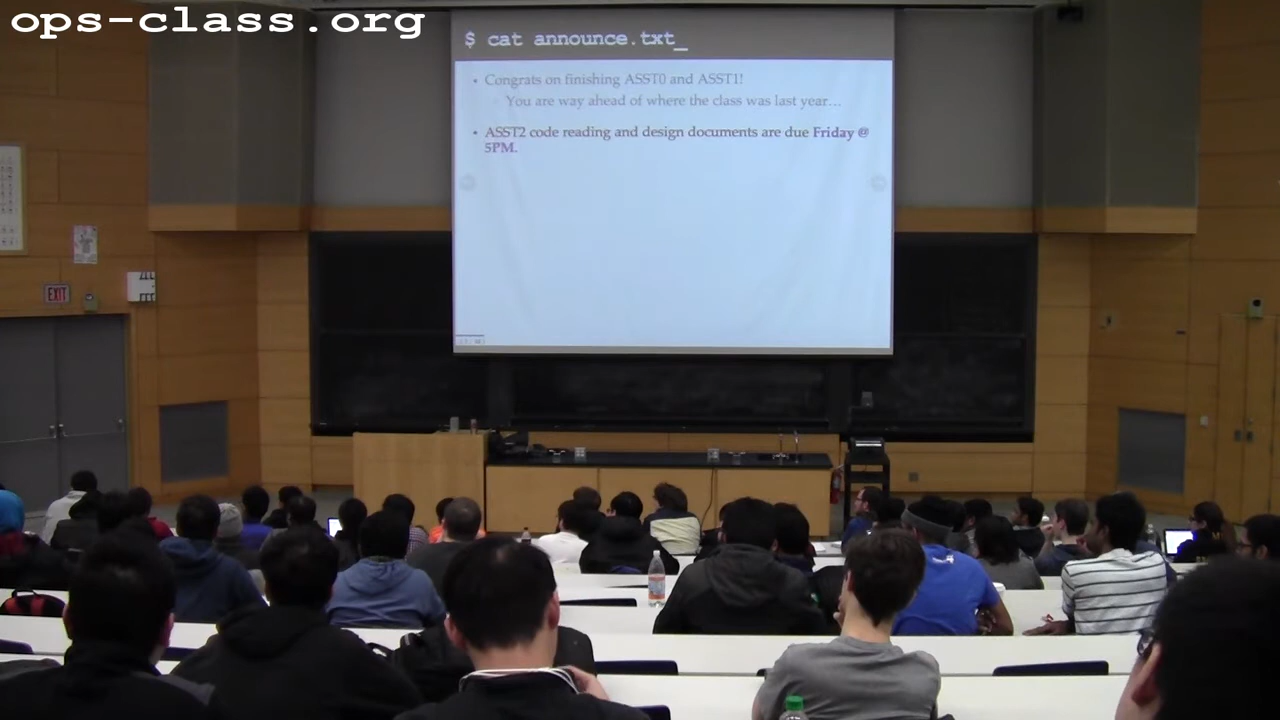 ops-class.org
$ cat announce.txt_
• Congrats on finishing ASST0 and ASST1!
You are way ahead of where the class was last year…
• ASST2 code reading and design documents are due Friday @
5PM.
EXIT